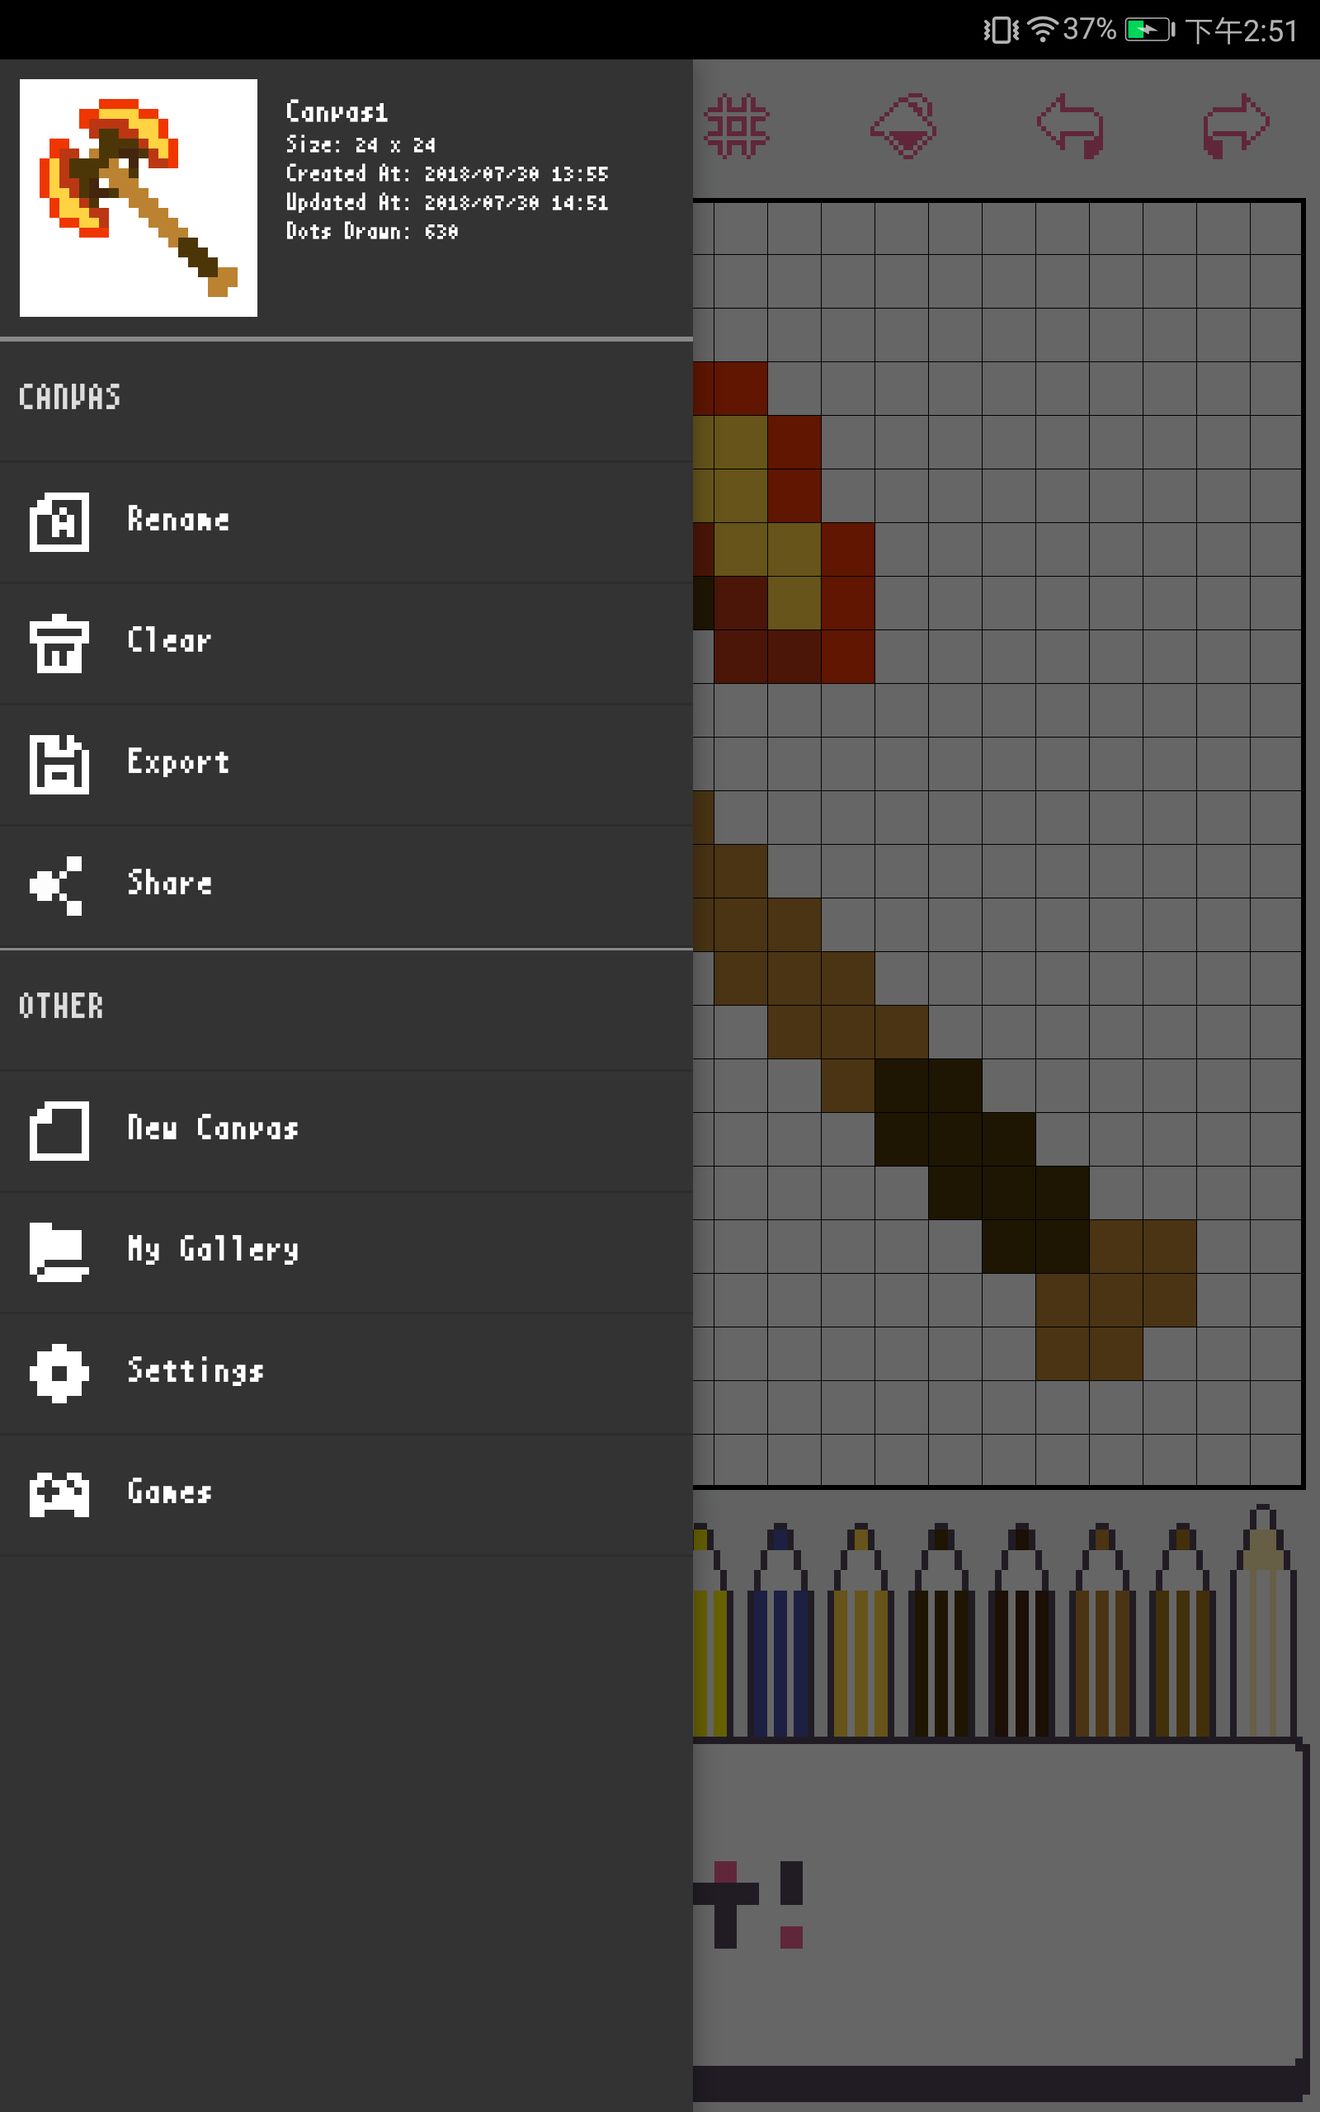 37% 下午2:51
Canvas1
Size: 24 x 24
Created At: 2018/07/30 13:55
Updated At: 2018/07/30 14:51
Dots Drawn: 630
CANVAS
Rename
Clear
Export
Share
OTHER
New Canvas
My Gallery
Settings
Games
t!